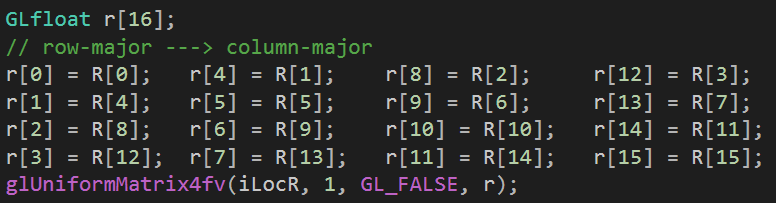 GLfloat r[16];
// row-major ---> column-major
r[0] = R[0];   r[4] = R[1];    r[8] = R[2];     r[12] = R[3];
r[1] = R[4];   r[5] = R[5];    r[9] = R[6];     r[13] = R[7];
r[2] = R[8];   r[6] = R[9];    r[10] = R[10];   r[14] = R[11];
r[3] = R[12];  r[7] = R[13];   r[11] = R[14];   r[15] = R[15];
glUniformMatrix4fv(iLocR, 1, GL_FALSE, r);